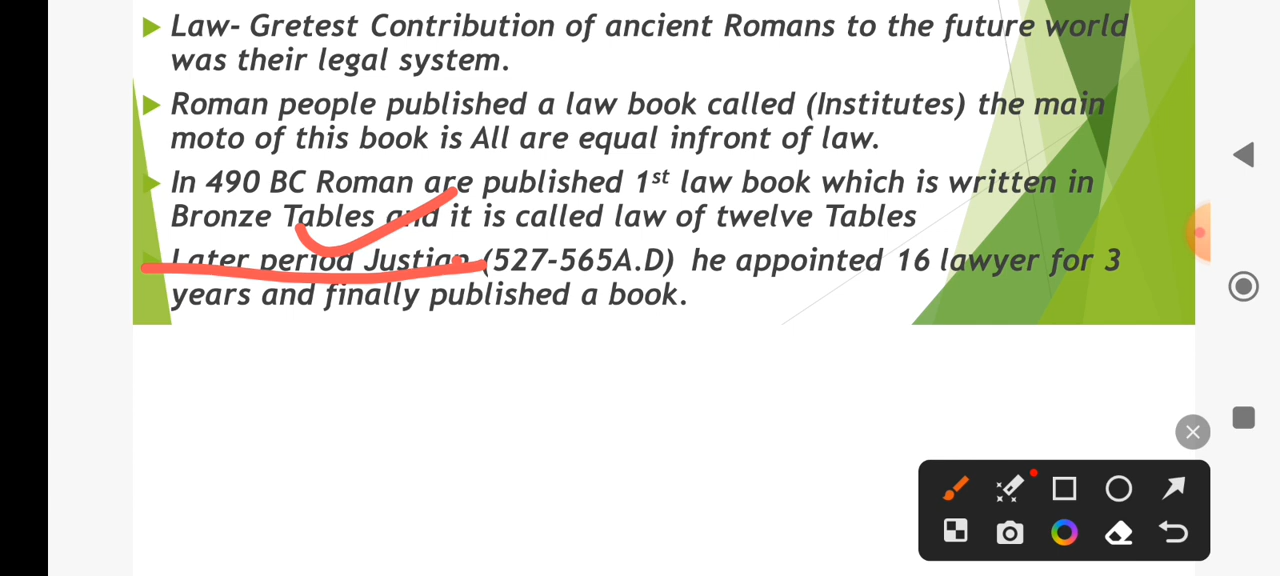 Law- Gretest Contribution of ancient Romans to the future world
was their legal system.
Roman people published a law book called (Institutes) the main
moto of this book is All are equal infront of law.
In 490 BC Roman are published 1st law book which is written in
Bronze Tables and it is called law of twelve Tables
Later period Justian (527-565A.D) he appointed 16 lawyer for 3
years and finally published a book.